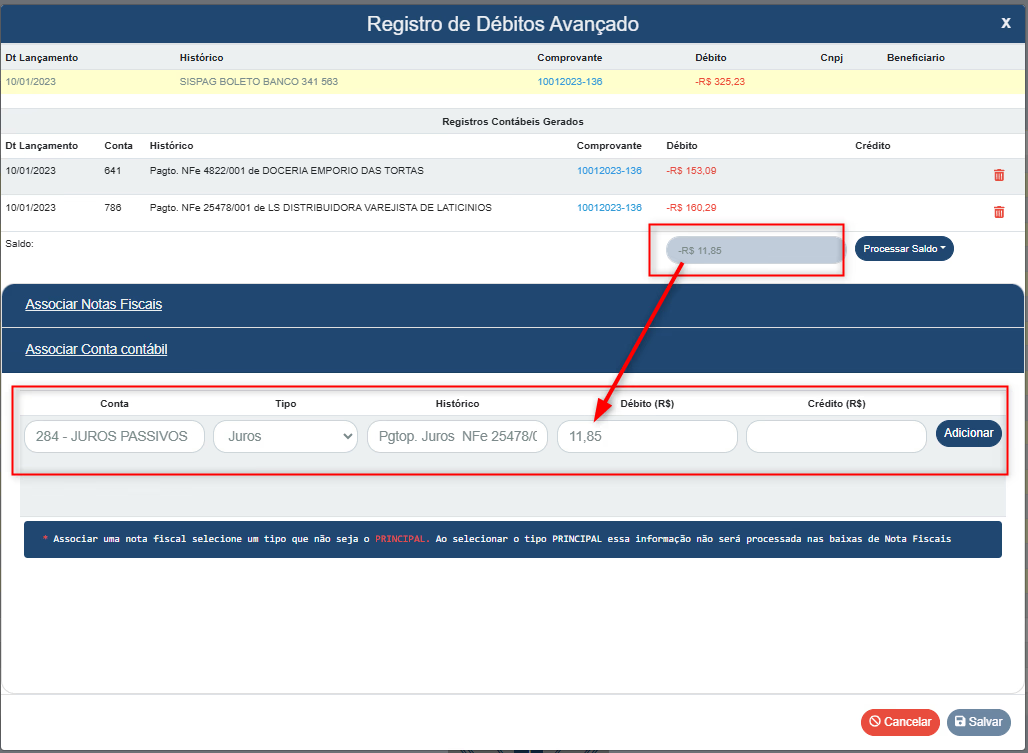 Registro de Débitos Avançado X
Dt Lançamento Histórico Comprovante Débito Cnpj Beneficiario
10/01/2023 SISPAG BOLETO BANCO 341 563 10012023-136 -R$ 325,23
Registros Contábeis Gerados
Dt Lançamento Conta Histórico Comprovante Débito Crédito
10/01/2023 641 Pagto. NFe 4822/001 de DOCERIA EMPORIO DAS TORTAS 10012023-136 -R$ 153,09
10/01/2023 786 Pagto. NFe 25478/001 de LS DISTRIBUIDORA VAREJISTA DE LATICINIOS 10012023-136 -R$ 160,29
Saldo: -R$ 11,85 Processar Saldo
Associar Notas Fiscais
Associar Conta contábil
Conta Tipo Histórico Débito (R$) Crédito (R$)
284 - JUROS PASSIVOS Juros Pgtop. Juros NFe 25478/0 11,85 Adicionar
* Associar uma nota fiscal selecione um tipo que não seja o PRINCIPAL. Ao selecionar o tipo PRINCIPAL essa informação não será processada nas baixas de Nota Fiscais
Cancelar Salvar